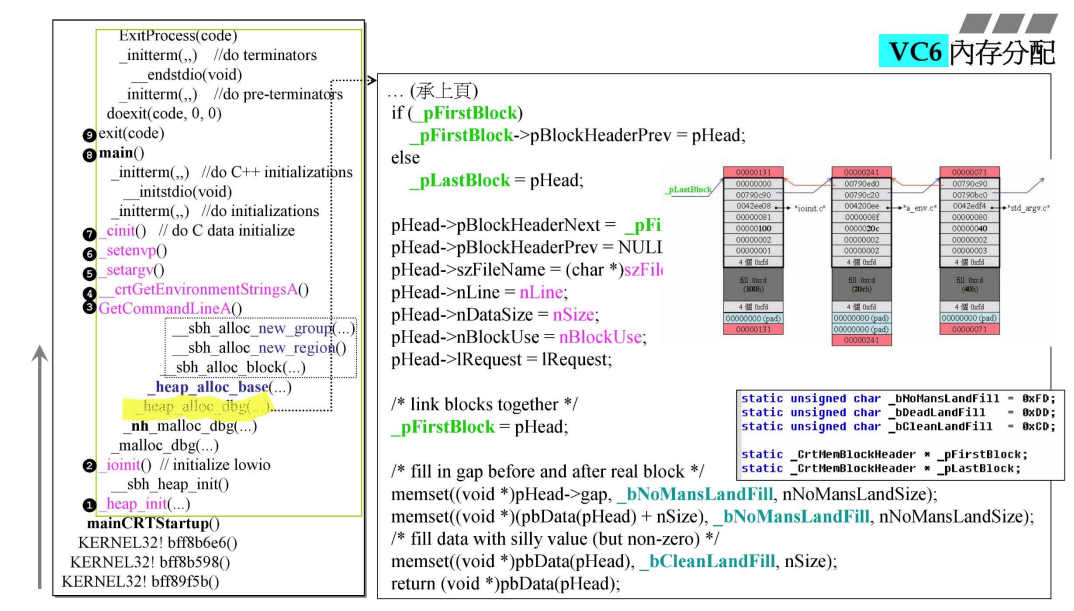 VC6 內存分配
ExitProcess(code)
_initterm(,,) //do terminators
__endstdio(void)
_initterm(,,) //do pre-terminators
doexit(code, 0, 0)
❾ exit(code)
❽ main()
_initterm(,,) //do C++ initializations
__initstdio(void)
_initterm(,,) //do initializations
❼ _cinit() // do C data initialize
❻ _setenvp()
❺ _setargv()
❹ __crtGetEnvironmentStringsA()
❸ GetCommandLineA()
__sbh_alloc_new_group(...)
__sbh_alloc_new_region()
__sbh_alloc_block(...)
_heap_alloc_base(...)
_heap_alloc_dbg(...)
_nh_malloc_dbg(...)
_malloc_dbg(...)
❷ _ioinit() // initialize lowio
__sbh_heap_init()
❶ _heap_init(...)
mainCRTStartup()
KERNEL32! bff8b6e6()
KERNEL32! bff8b598()
KERNEL32! bff89f5b()
… (承上頁)
if (_pFirstBlock)
_pFirstBlock->pBlockHeaderPrev = pHead;
else
_pLastBlock = pHead;
pHead->pBlockHeaderNext = _pFi
pHead->pBlockHeaderPrev = NULL
pHead->szFileName = (char *)szFile
pHead->nLine = nLine;
pHead->nDataSize = nSize;
pHead->nBlockUse = nBlockUse;
pHead->lRequest = lRequest;
/* link blocks together */
_pFirstBlock = pHead;
/* fill in gap before and after real block */
memset((void *)pHead->gap, _bNoMansLandFill, nNoMansLandSize);
memset((void *)(pbData(pHead) + nSize), _bNoMansLandFill, nNoMansLandSize);
/* fill data with silly value (but non-zero) */
memset((void *)pbData(pHead), _bCleanLandFill, nSize);
return (void *)pbData(pHead);
_pLastBlock
00000131
00000000
00790c90
0042ee08
"ioinit.c"
00000081
00000100
00000002
00000001
4 個 0xfd
fill 0xcd
(100h)
4 個 0xfd
00000000 (pad)
00000131
00000241
00790ed0
00790c20
004200ee
"a_env.c"
0000008f
0000020c
00000002
00000002
4 個 0xfd
fill 0xcd
(20ch)
4 個 0xfd
00000000 (pad)
00000000 (pad)
00000241
00000071
00790c90
00790bc0
0042edf4
"std_argv.c"
00000080
00000040
00000002
00000003
4 個 0xfd
fill 0xcd
(40h)
4 個 0xfd
00000000 (pad)
00000071
static unsigned char _bNoMansLandFill = 0xFD;
static unsigned char _bDeadLandFill = 0xDD;
static unsigned char _bCleanLandFill = 0xCD;
static _CrtMemBlockHeader * _pFirstBlock;
static _CrtMemBlockHeader * _pLastBlock;